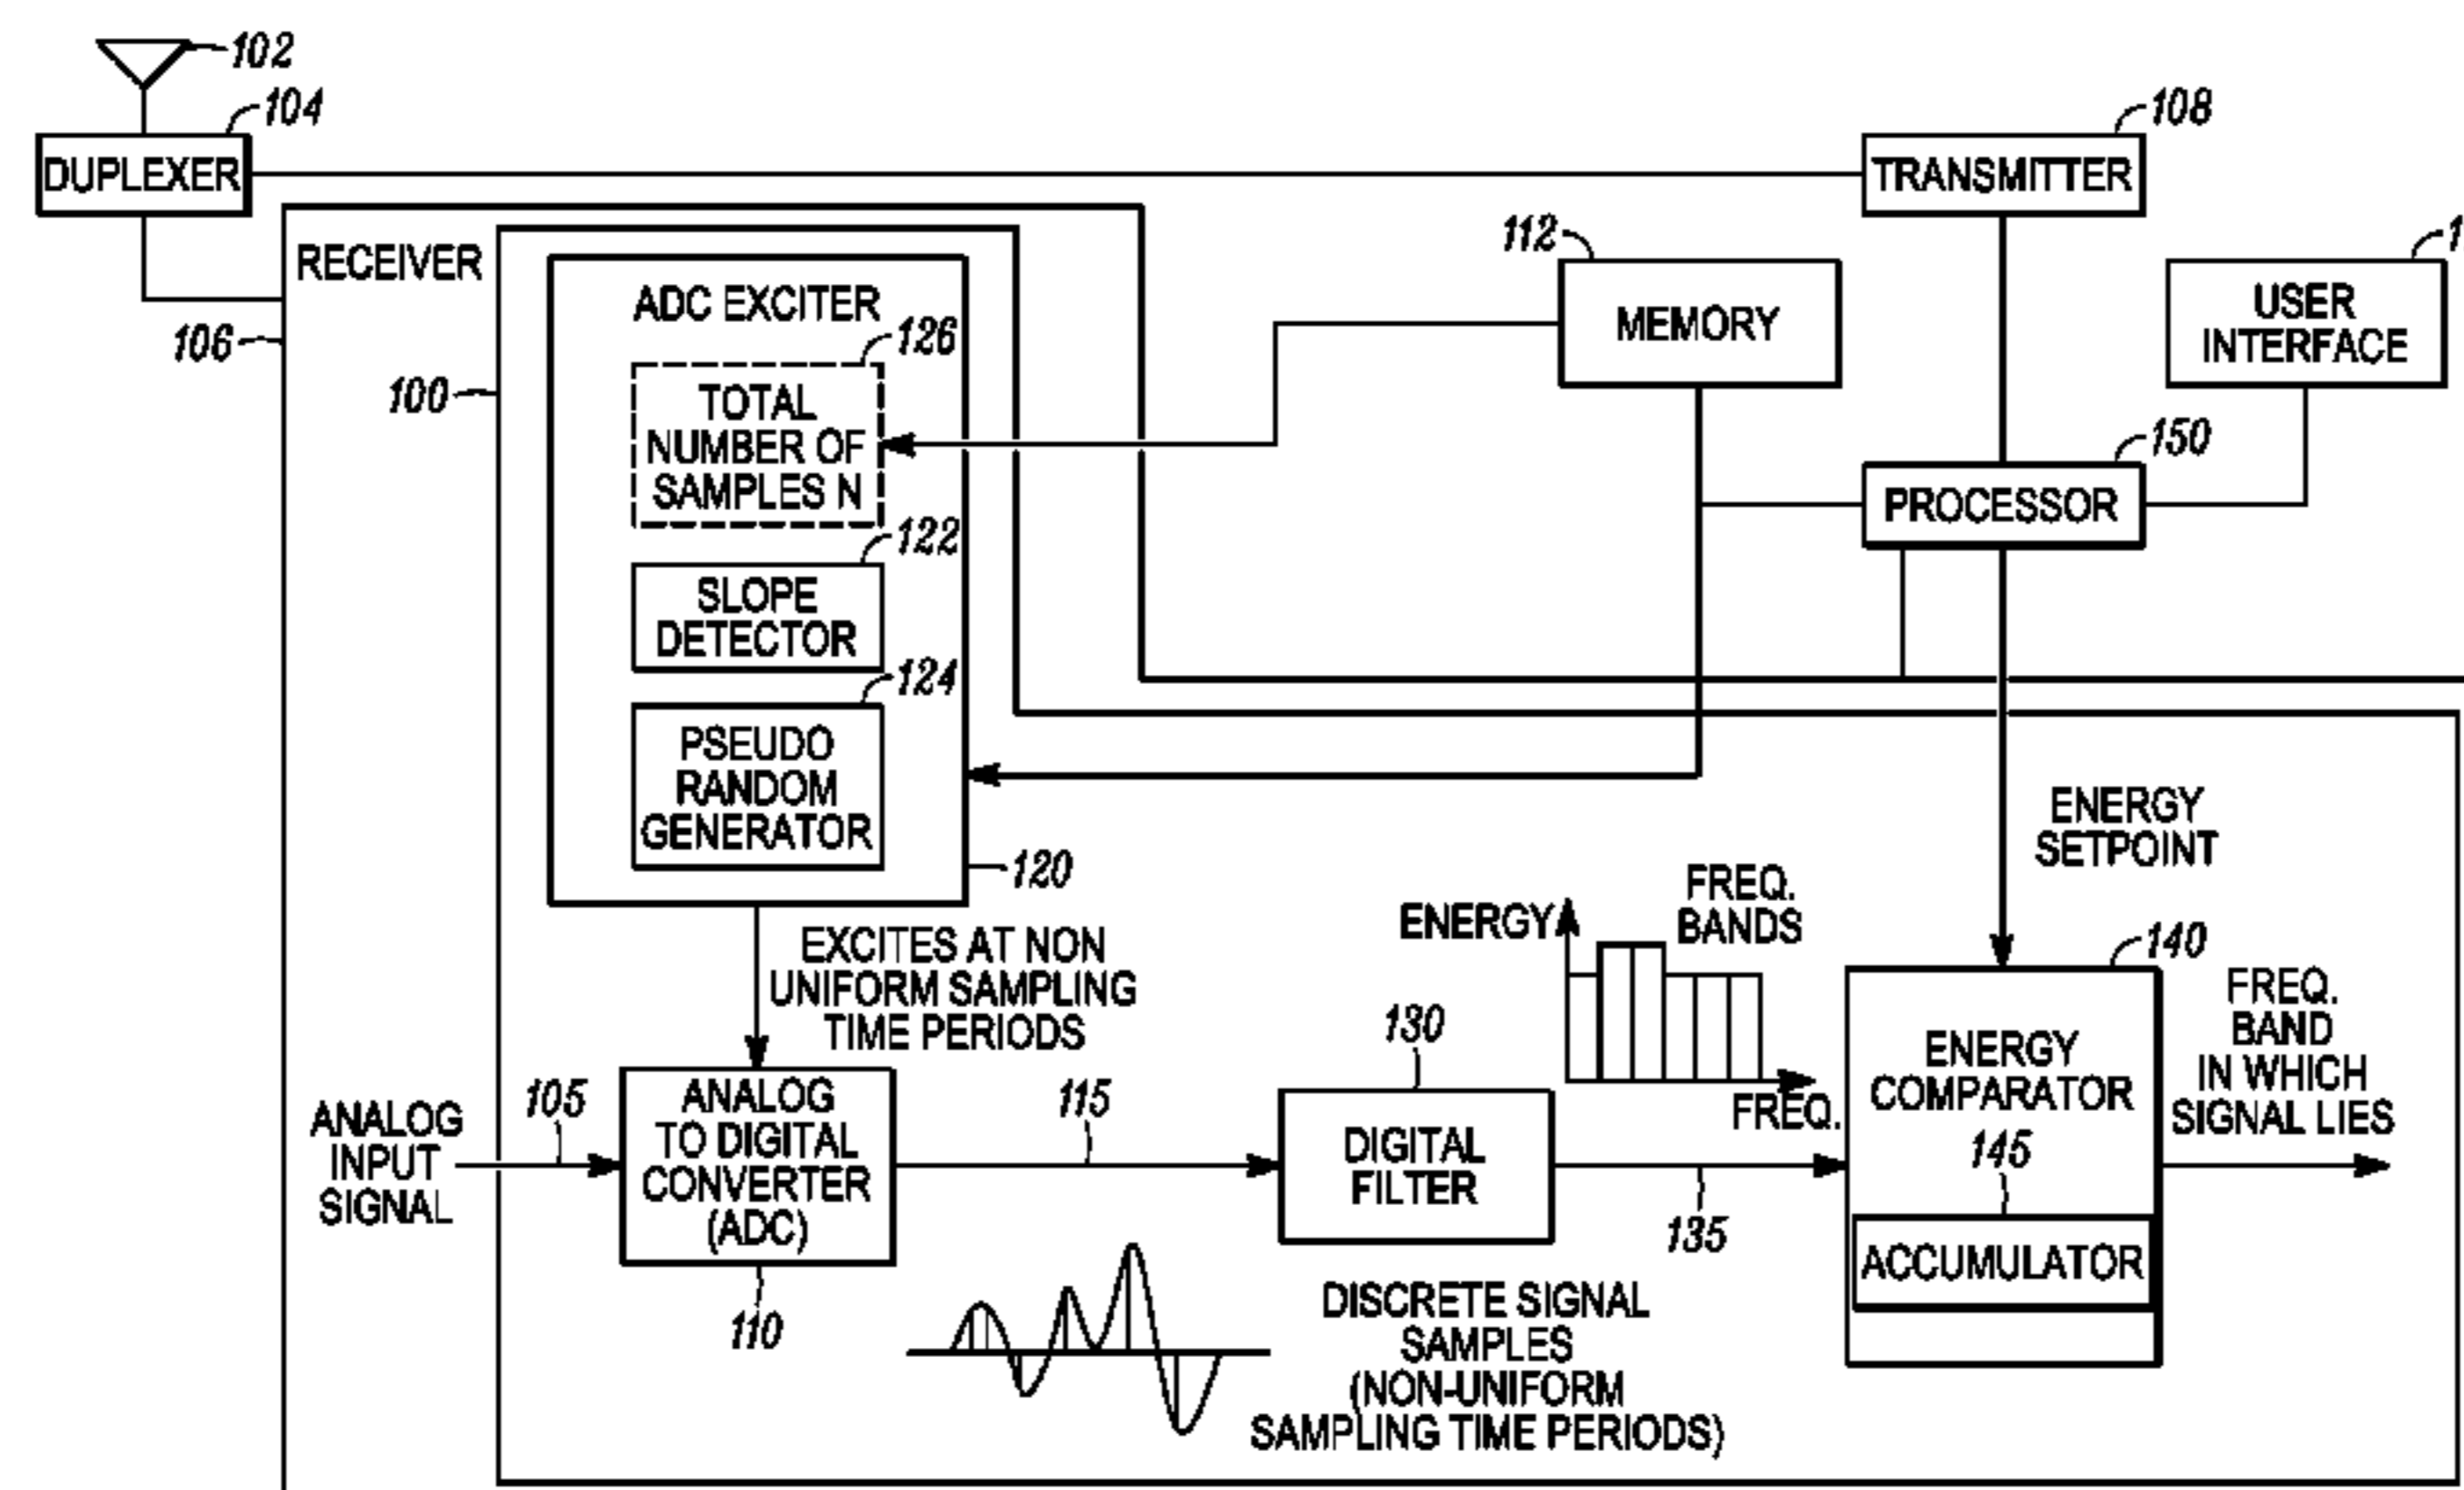 102
104
DUPLEXER
108
TRANSMITTER
RECEIVER
106
100
ADC EXCITER
126
TOTAL
NUMBER OF
SAMPLES N
122
SLOPE
DETECTOR
124
PSEUDO
RANDOM
GENERATOR
120
112
MEMORY
1
USER
INTERFACE
150
PROCESSOR
ENERGY
SETPOINT
EXCITES AT NON
UNIFORM SAMPLING
TIME PERIODS
ENERGY
FREQ.
BANDS
FREQ.
140
ENERGY
COMPARATOR
145
ACCUMULATOR
FREQ.
BAND
IN WHICH
SIGNAL LIES
ANALOG
INPUT
SIGNAL
105
ANALOG
TO DIGITAL
CONVERTER
(ADC)
110
115
130
DIGITAL
FILTER
135
DISCRETE SIGNAL
SAMPLES
(NON-UNIFORM
SAMPLING TIME PERIODS)